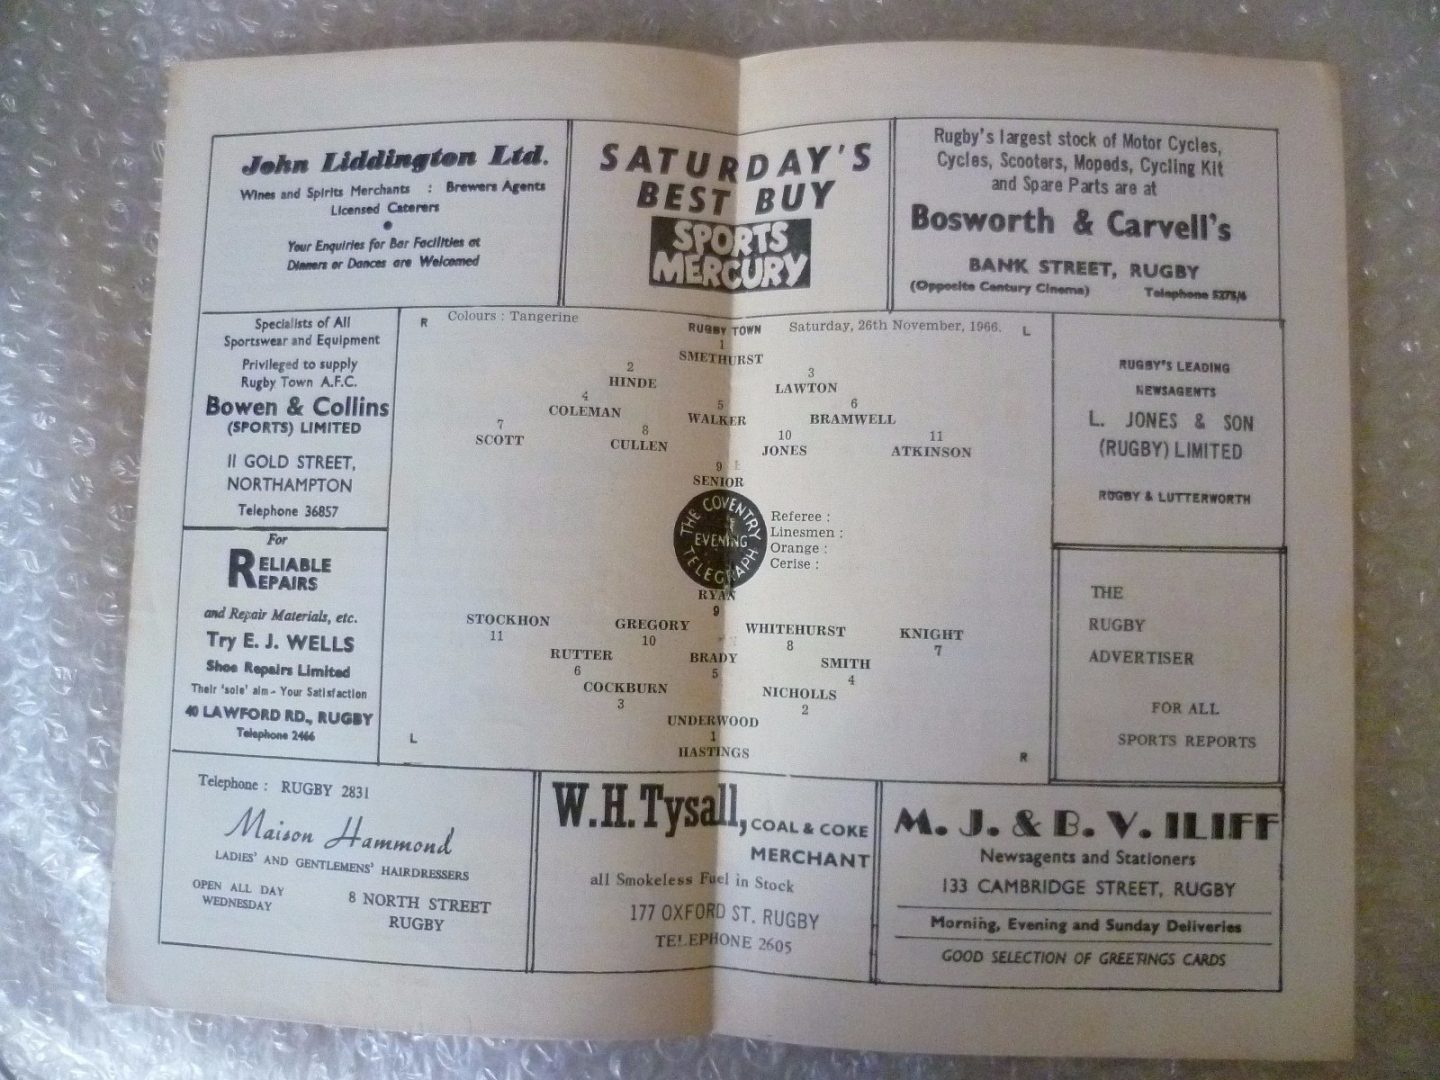 John Liddington Ltd.
Wines and Spirits Merchants : Brewers Agents
Licensed Caterers
Your Enquiries for Bar Facilities at
Dinners or Dances are Welcomed
SATURDAY'S
BEST BUY
SPORTS
MERCURY
Rugby's largest stock of Motor Cycles,
Cycles, Scooters, Mopeds, Cycling Kit
and Spare Parts are at
Bosworth & Carvell's
BANK STREET, RUGBY
(Opposite Century Cinema) Telephone 5275/6
Specialists of All
Sportswear and Equipment
Privileged to supply
Rugby Town A.F.C.
Bowen & Collins
(SPORTS) LIMITED
11 GOLD STREET,
NORTHAMPTON
Telephone 36857
For
RELIABLE
REPAIRS
and Repair Materials, etc.
Try E. J. WELLS
Shoe Repairs Limited
Their 'sole' aim - Your Satisfaction
40 LAWFORD RD., RUGBY
Telephone 2466
R Colours : Tangerine RUGBY TOWN Saturday, 26th November, 1966. L
1
SMETHURST
2 3
HINDE LAWTON
4 5 6
COLEMAN WALKER BRAMWELL
7 8 10 11
SCOTT CULLEN JONES ATKINSON
9
SENIOR
THE COVENTRY
EVENING
TELEGRAPH
Referee :
Linesmen :
Orange :
Cerise :
RYAN
9
STOCKHON GREGORY WHITEHURST KNIGHT
11 10 8 7
RUTTER BRADY SMITH
6 5 4
COCKBURN NICHOLLS
3 2
UNDERWOOD
1
L HASTINGS R
RUGBY'S LEADING
NEWSAGENTS
L. JONES & SON
(RUGBY) LIMITED
RUGBY & LUTTERWORTH
THE
RUGBY
ADVERTISER
FOR ALL
SPORTS REPORTS
Telephone : RUGBY 2831
Maison Hammond
LADIES' AND GENTLEMENS' HAIRDRESSERS
OPEN ALL DAY
WEDNESDAY
8 NORTH STREET
RUGBY
W.H.Tysall, COAL & COKE
MERCHANT
all Smokeless Fuel in Stock
177 OXFORD ST. RUGBY
TELEPHONE 2605
M. J. & B. V. ILIFF
Newsagents and Stationers
133 CAMBRIDGE STREET, RUGBY
Morning, Evening and Sunday Deliveries
GOOD SELECTION OF GREETINGS CARDS